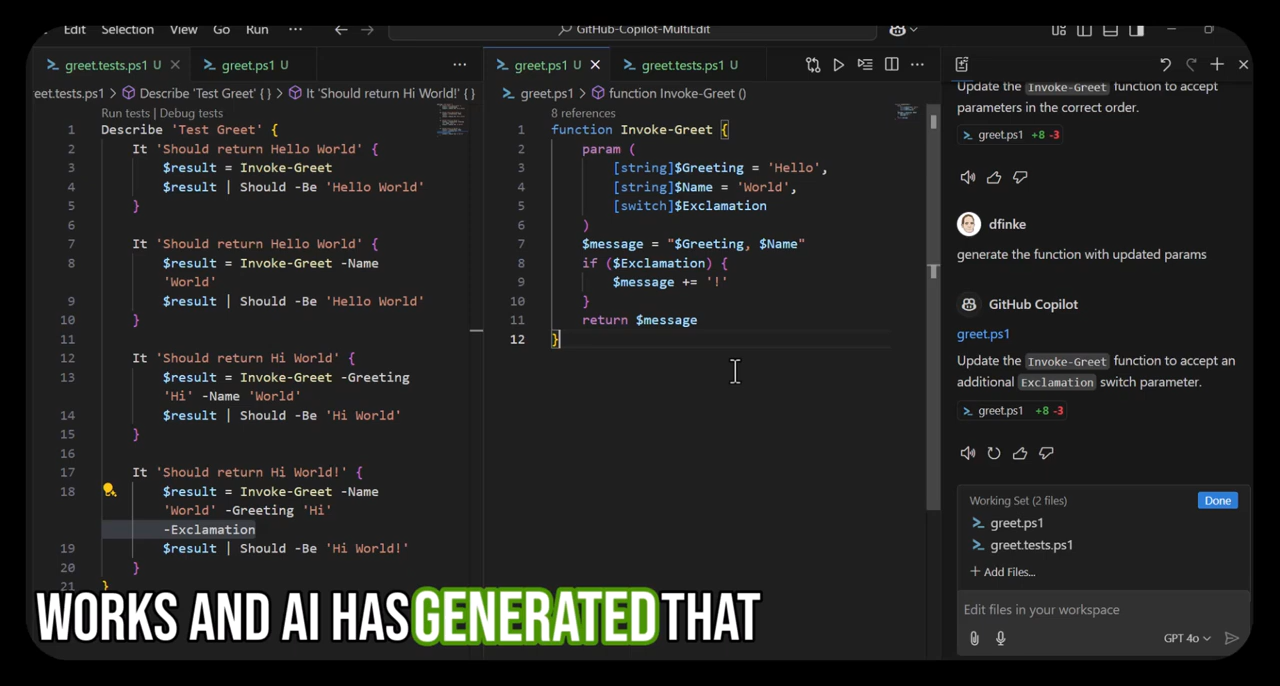 Edit Selection View Go Run ··· GitHub-Copilot-MultiEdit
greet.tests.ps1 U greet.ps1 U ···
greet.tests.ps1 > Describe 'Test Greet' { } > It 'Should return Hi World!' { }
Run tests | Debug tests
1 Describe 'Test Greet' {
2 It 'Should return Hello World' {
3 $result = Invoke-Greet
4 $result | Should -Be 'Hello World'
5 }
6
7 It 'Should return Hello World' {
8 $result = Invoke-Greet -Name
'World'
9 $result | Should -Be 'Hello World'
10 }
11
12 It 'Should return Hi World' {
13 $result = Invoke-Greet -Greeting
'Hi' -Name 'World'
14 $result | Should -Be 'Hi World'
15 }
16
17 It 'Should return Hi World!' {
18 $result = Invoke-Greet -Name
'World' -Greeting 'Hi'
-Exclamation
19 $result | Should -Be 'Hi World!'
20 }
21 }
greet.ps1 U greet.tests.ps1 U ···
greet.ps1 > function Invoke-Greet ()
8 references
1 function Invoke-Greet {
2 param (
3 [string]$Greeting = 'Hello',
4 [string]$Name = 'World',
5 [switch]$Exclamation
6 )
7 $message = "$Greeting, $Name"
8 if ($Exclamation) {
9 $message += '!'
10 }
11 return $message
12 }
Update the Invoke-Greet function to accept
parameters in the correct order.
greet.ps1 +8 -3
dfinke
generate the function with updated params
GitHub Copilot
greet.ps1
Update the Invoke-Greet function to accept an
additional Exclamation switch parameter.
greet.ps1 +8 -3
Working Set (2 files) Done
greet.ps1
greet.tests.ps1
+ Add Files...
Edit files in your workspace
GPT 4o
WORKS AND AI HAS GENERATED THAT